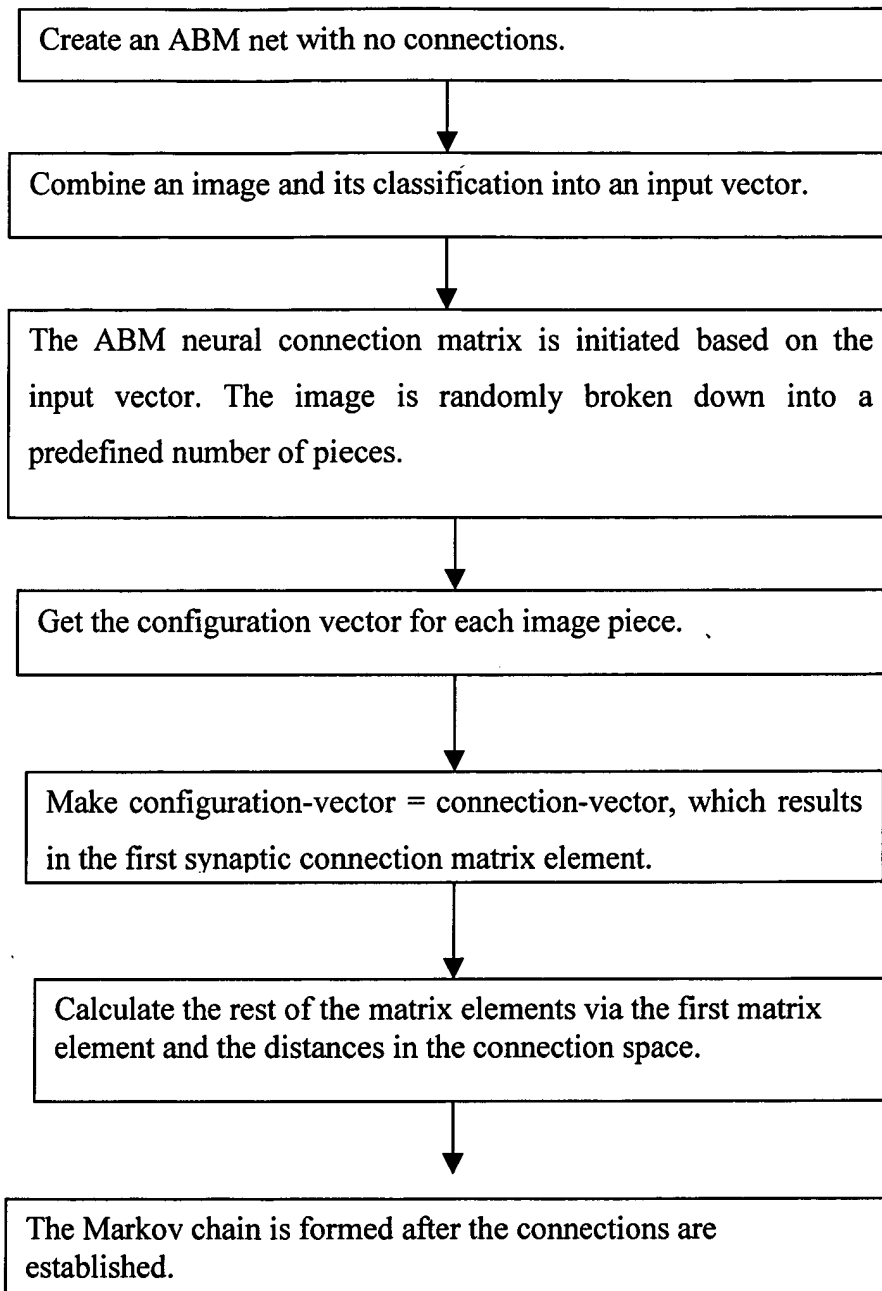 Create an ABM net with no connections.
Combine an image and its classification into an input vector.
The ABM neural connection matrix is initiated based on the
input vector. The image is randomly broken down into a
predefined number of pieces.
Get the configuration vector for each image piece.
Make configuration-vector = connection-vector, which results
in the first synaptic connection matrix element.
Calculate the rest of the matrix elements via the first matrix
element and the distances in the connection space.
The Markov chain is formed after the connections are
established.